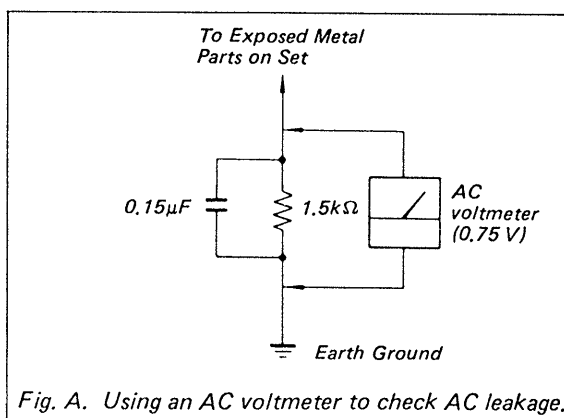 To Exposed Metal
Parts on Set
0.15µF
1.5kΩ
AC
voltmeter
(0.75 V)
Earth Ground
Fig. A. Using an AC voltmeter to check AC leakage.